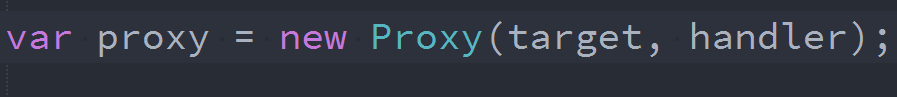 var proxy = new Proxy(target, handler);